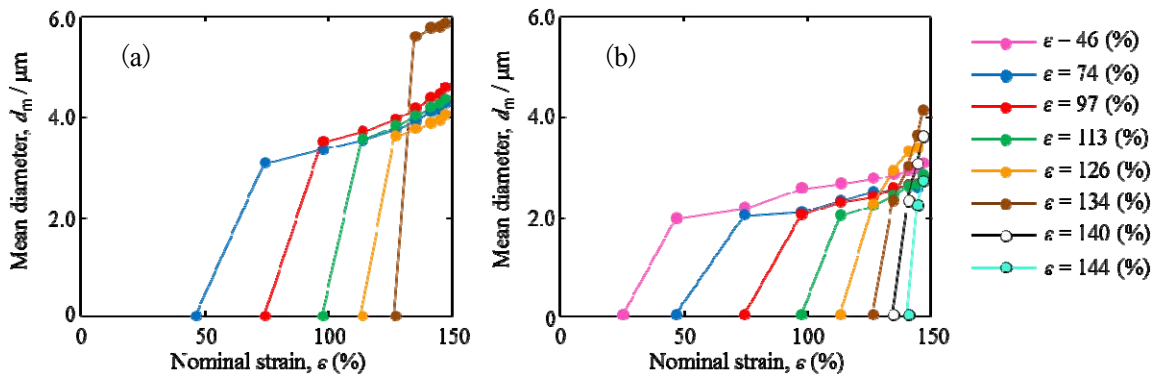 (a)
6.0
4.0
2.0
0
0
50
100
150
Mean diameter, dm / μm
Nominal strain, ε (%)
(b)
6.0
4.0
2.0
0
0
50
100
150
Mean diameter, dm / μm
Nominal strain, ε (%)
ε – 46 (%)
ε = 74 (%)
ε = 97 (%)
ε = 113 (%)
ε = 126 (%)
ε = 134 (%)
ε = 140 (%)
ε = 144 (%)